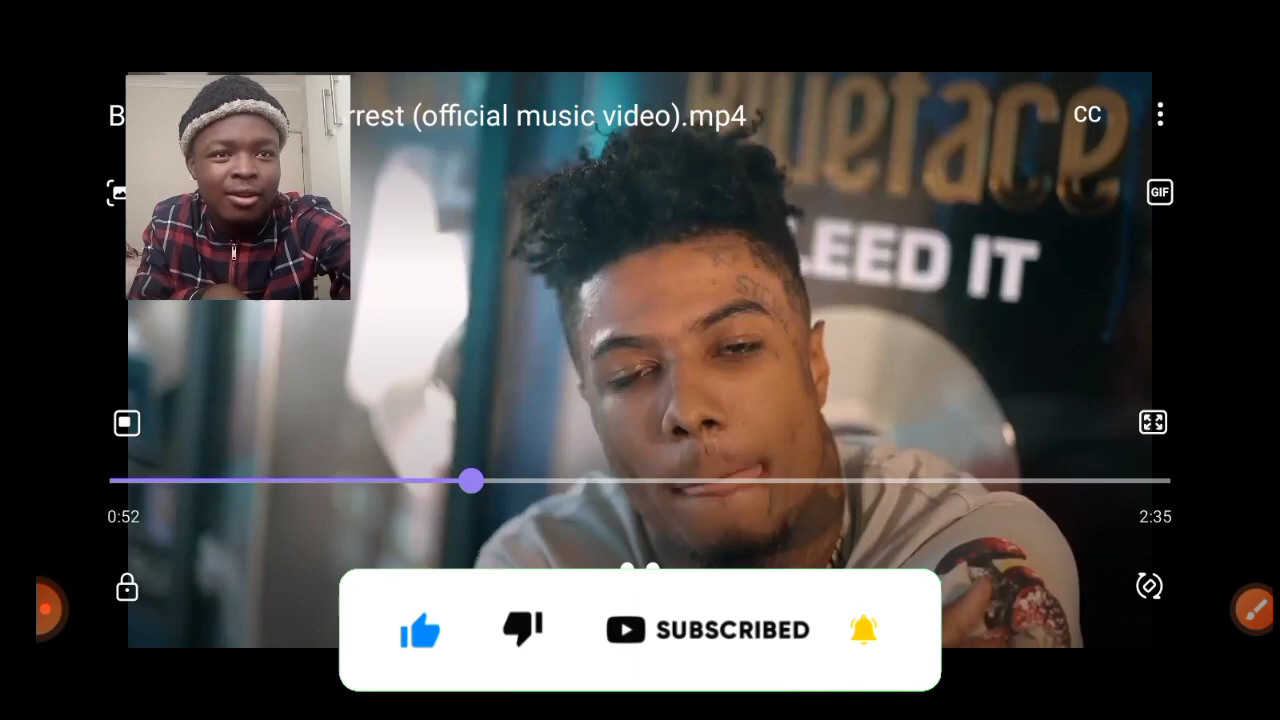 B
rrest (official music video).mp4
CC
Blueface
GIF
LEED IT
0:52
2:35
SUBSCRIBED